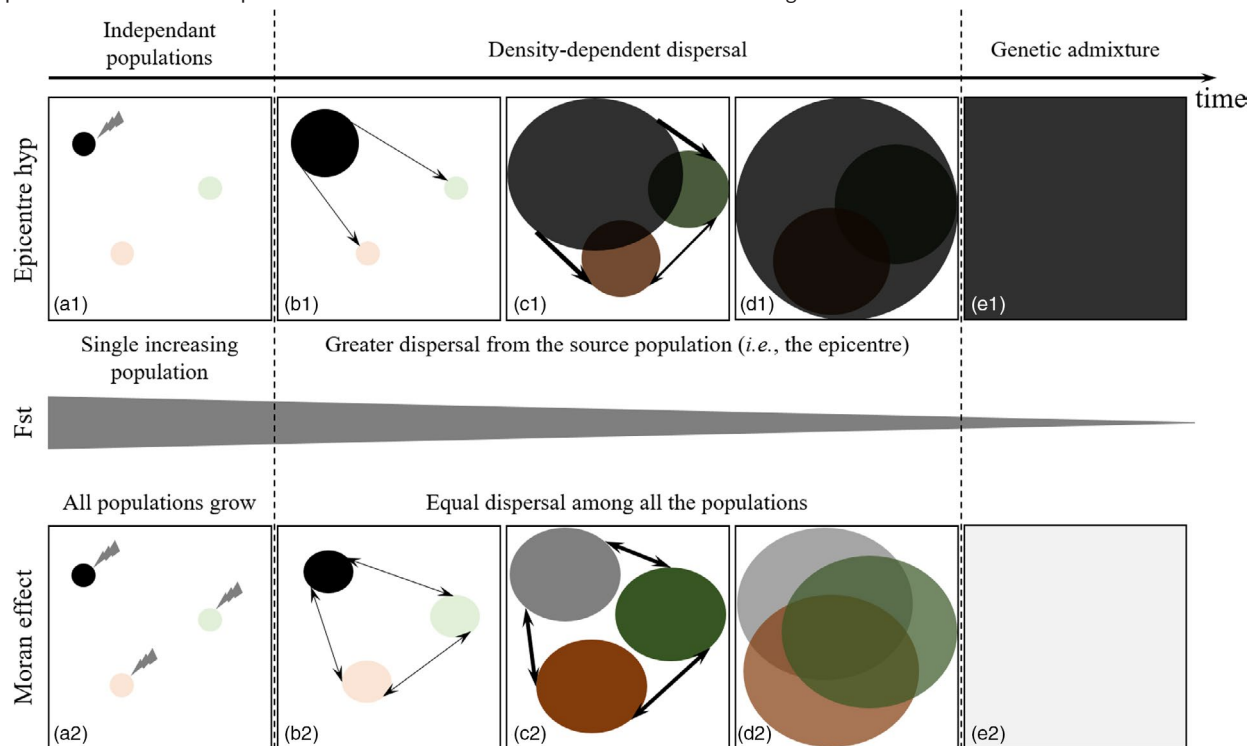 Independant
populations
Density-dependent dispersal
Genetic admixture
time
Epicentre hyp
(a1)
(b1)
(c1)
(d1)
(e1)
Single increasing
population
Greater dispersal from the source population (i.e., the epicentre)
Fst
All populations grow
Equal dispersal among all the populations
Moran effect
(a2)
(b2)
(c2)
(d2)
(e2)